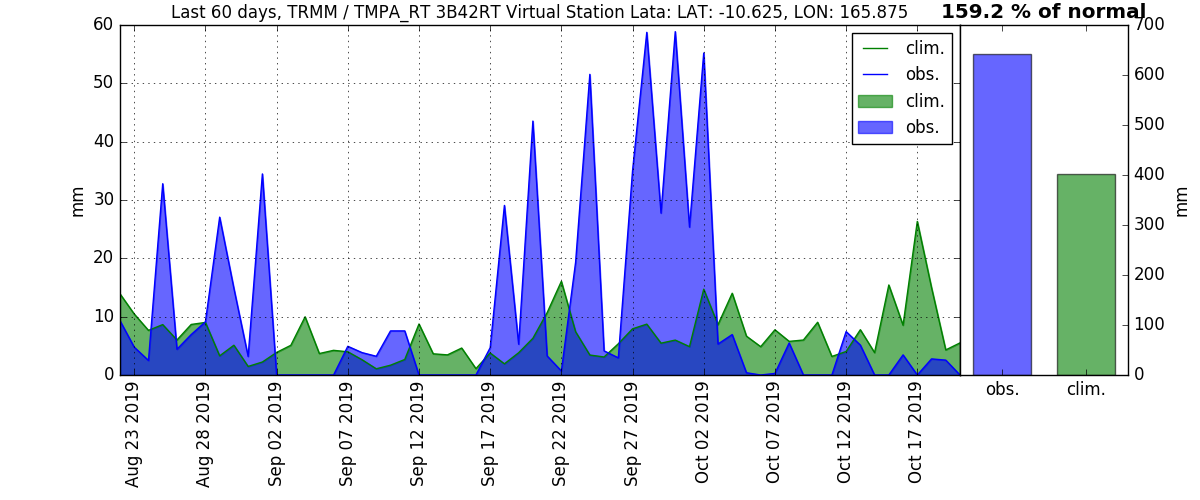 Last 60 days, TRMM / TMPA_RT 3B42RT Virtual Station Lata: LAT: -10.625, LON: 165.875
159.2 % of normal
60
50
40
30
20
10
0
mm
clim.
obs.
clim.
obs.
Aug 23 2019
Aug 28 2019
Sep 02 2019
Sep 07 2019
Sep 12 2019
Sep 17 2019
Sep 22 2019
Sep 27 2019
Oct 02 2019
Oct 07 2019
Oct 12 2019
Oct 17 2019
700
600
500
400
300
200
100
0
mm
obs.
clim.